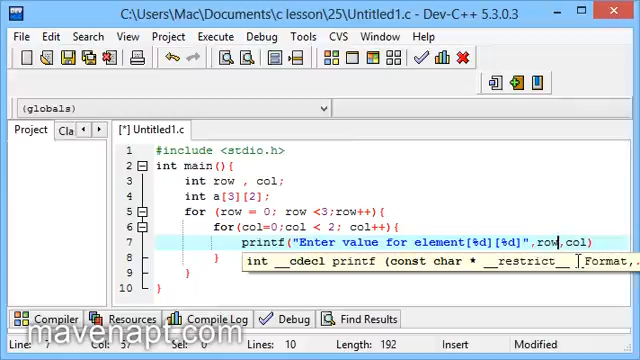 C:\Users\Mac\Documents\c lesson\25\Untitled1.c - Dev-C++ 5.3.0.3
File Edit Search View Project Execute Debug Tools CVS Window Help
(globals)
Project Cla [*] Untitled1.c
1 #include <stdio.h>
2 int main(){
3 int row , col;
4 int a[3][2];
5 for (row = 0; row <3;row++){
6 for(col=0;col < 2; col++){
7 printf("Enter value for element[%d][%d]",row,col)
8 }
int __cdecl printf (const char * __restrict__ _Format,..
9 }
10 }
Compiler Resources Compile Log Debug Find Results
Line: 7 Col: 57 Sel: 0 Lines: 10 Length: 192 Insert Modified
mavenapt.com